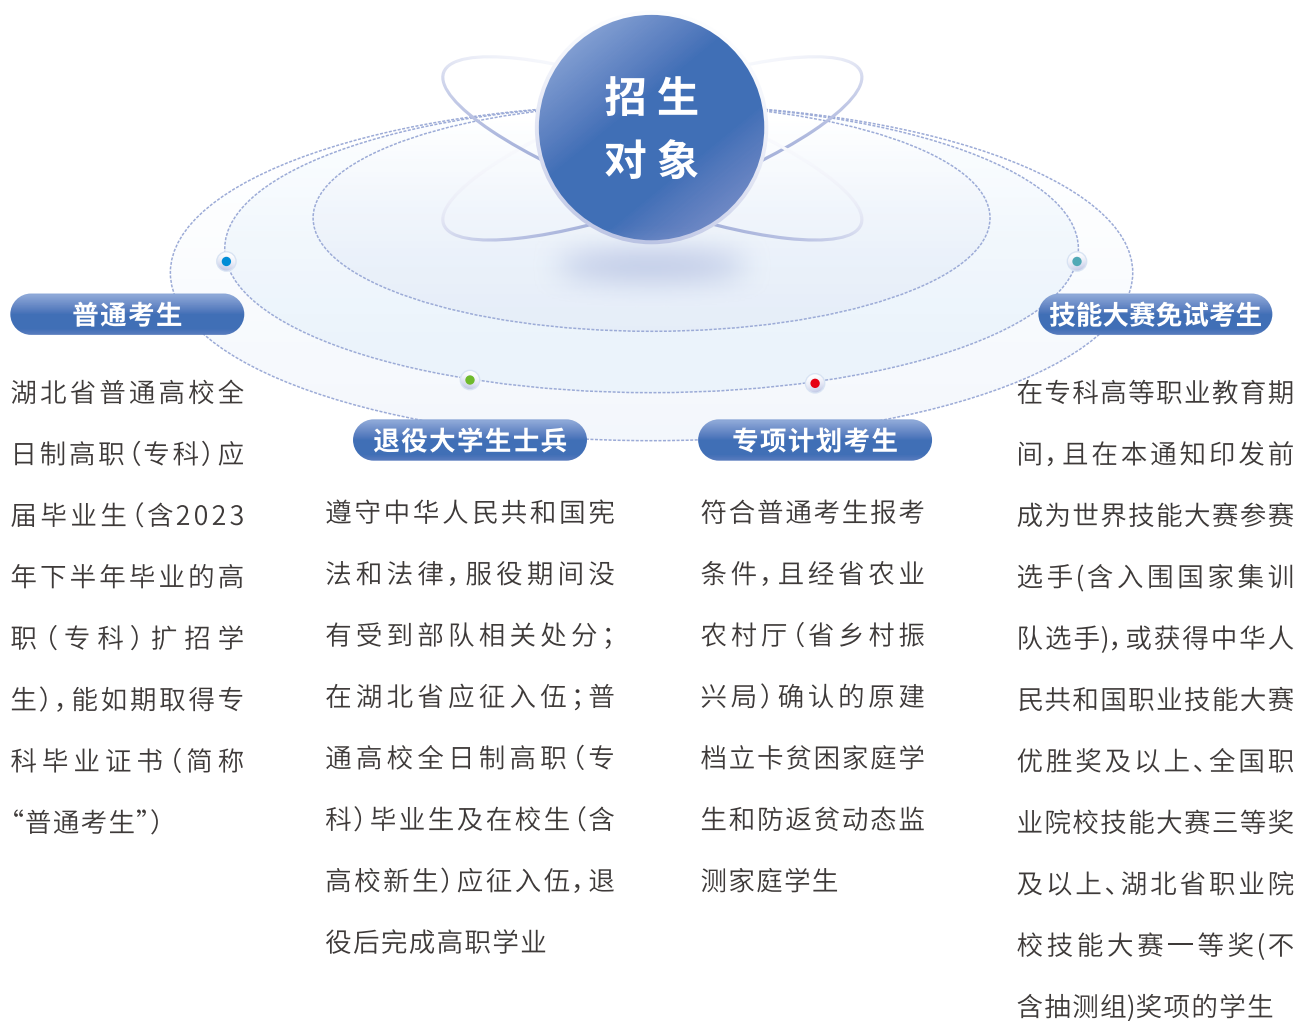 招生
对象
普通考生
湖北省普通高校全
日制高职（专科）应
届毕业生（含2023
年下半年毕业的高
职（专科）扩招学
生），能如期取得专
科毕业证书（简称
“普通考生”）
退役大学生士兵
遵守中华人民共和国宪
法和法律，服役期间没
有受到部队相关处分；
在湖北省应征入伍；普
通高校全日制高职（专
科）毕业生及在校生（含
高校新生）应征入伍，退
役后完成高职学业
专项计划考生
符合普通考生报考
条件，且经省农业
农村厅（省乡村振
兴局）确认的原建
档立卡贫困家庭学
生和防返贫动态监
测家庭学生
技能大赛免试考生
在专科高等职业教育期
间，且在本通知印发前
成为世界技能大赛参赛
选手(含入围国家集训
队选手)，或获得中华人
民共和国职业技能大赛
优胜奖及以上、全国职
业院校技能大赛三等奖
及以上、湖北省职业院
校技能大赛一等奖(不
含抽测组)奖项的学生